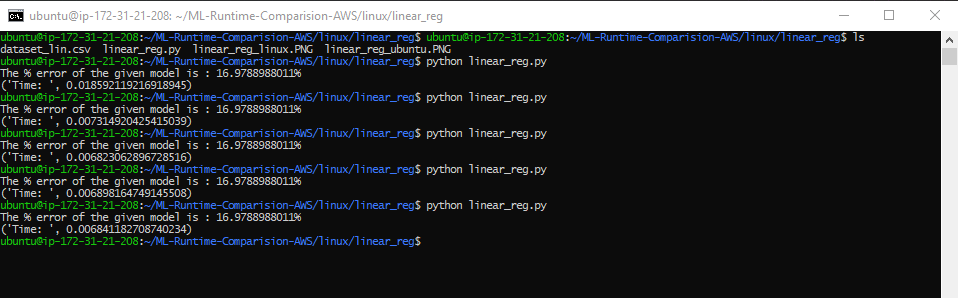 ubuntu@ip-172-31-21-208: ~/ML-Runtime-Comparision-AWS/linux/linear_reg
ubuntu@ip-172-31-21-208:~/ML-Runtime-Comparision-AWS/linux/linear_reg$ ubuntu@ip-172-31-21-208:~/ML-Runtime-Comparision-AWS/linux/linear_reg$ ls
dataset_lin.csv  linear_reg.py  linear_reg_linux.PNG  linear_reg_ubuntu.PNG
ubuntu@ip-172-31-21-208:~/ML-Runtime-Comparision-AWS/linux/linear_reg$ python linear_reg.py
The % error of the given model is : 16.9788988011%
('Time: ', 0.018592119216918945)
ubuntu@ip-172-31-21-208:~/ML-Runtime-Comparision-AWS/linux/linear_reg$ python linear_reg.py
The % error of the given model is : 16.9788988011%
('Time: ', 0.007314920425415039)
ubuntu@ip-172-31-21-208:~/ML-Runtime-Comparision-AWS/linux/linear_reg$ python linear_reg.py
The % error of the given model is : 16.9788988011%
('Time: ', 0.006823062896728516)
ubuntu@ip-172-31-21-208:~/ML-Runtime-Comparision-AWS/linux/linear_reg$ python linear_reg.py
The % error of the given model is : 16.9788988011%
('Time: ', 0.006898164749145508)
ubuntu@ip-172-31-21-208:~/ML-Runtime-Comparision-AWS/linux/linear_reg$ python linear_reg.py
The % error of the given model is : 16.9788988011%
('Time: ', 0.006841182708740234)
ubuntu@ip-172-31-21-208:~/ML-Runtime-Comparision-AWS/linux/linear_reg$